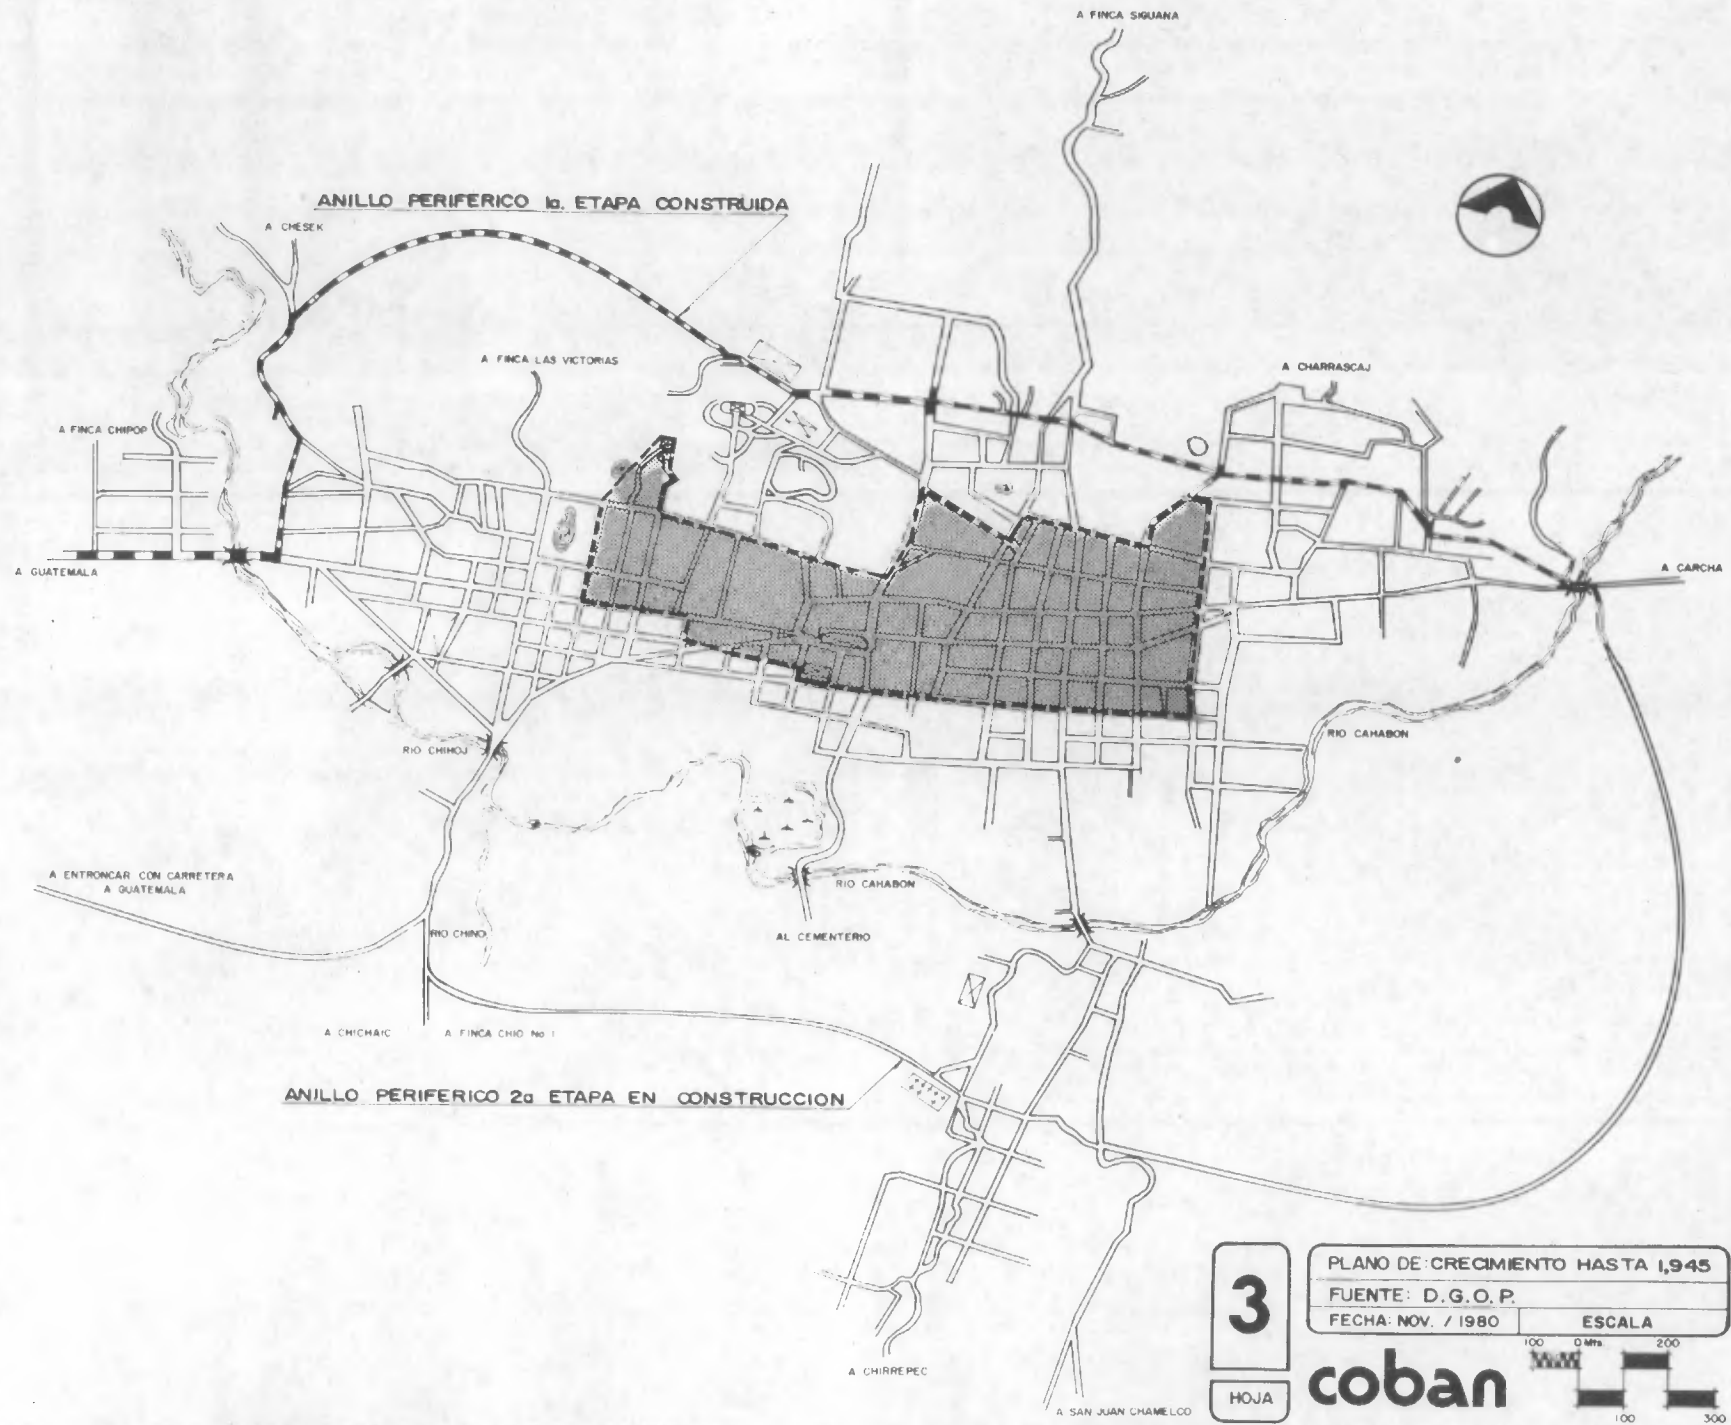 A FINCA SIGUANA
ANILLO PERIFERICO 1a. ETAPA CONSTRUIDA
A CHESEK
A FINCA LAS VICTORIAS
A CHARRASCAJ
A FINCA CHIPOP
A GUATEMALA
A CARCHA
RIO CAHABON
RIO CHIHOJ
A ENTRONCAR CON CARRETERA
A GUATEMALA
RIO CAHABON
RIO CHINO
AL CEMENTERIO
A CHICHAIC
A FINCA CHIO No 1
ANILLO PERIFERICO 2a ETAPA EN CONSTRUCCION
A CHIRREPEC
A SAN JUAN CHAMELCO
3
HOJA
PLANO DE: CRECIMIENTO HASTA 1,945
FUENTE: D.G.O.P.
FECHA: NOV. / 1980
ESCALA
100 0 Mts. 200
100 300
coban